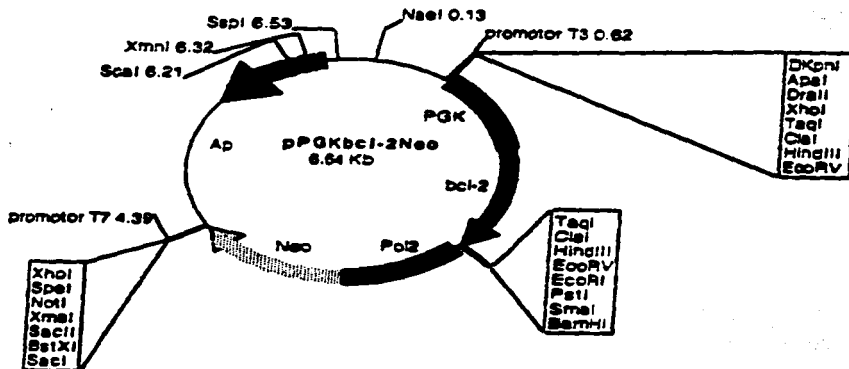 SspI 6.53
NaeI 0.13
XmnI 6.32
promotor T3 0.62
ScaI 6.21
DKpnI
ApaI
DraII
XhoI
TaqI
ClaI
HindIII
EcoRV
PGK
Ap
pPGKbcl-2Neo
6.64 Kb
bcl-2
promotor T7 4.39
Neo
Pol2
TaqI
ClaI
HindIII
EcoRV
EcoRI
PstI
SmaI
BamHI
XhoI
SpeI
NotI
XmaI
SacII
BstXI
SacI